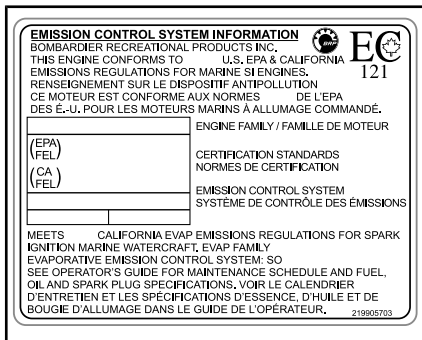 EMISSION CONTROL SYSTEM INFORMATION
BOMBARDIER RECREATIONAL PRODUCTS INC.
THIS ENGINE CONFORMS TO U.S. EPA & CALIFORNIA
EMISSIONS REGULATIONS FOR MARINE SI ENGINES.
RENSEIGNEMENT SUR LE DISPOSITIF ANTIPOLLUTION
CE MOTEUR EST CONFORME AUX NORMES DE L'EPA
DES É.-U. POUR LES MOTEURS MARINS À ALLUMAGE COMMANDÉ.
BRP
EC
121
ENGINE FAMILY / FAMILLE DE MOTEUR
(EPA FEL)
CERTIFICATION STANDARDS
NORMES DE CERTIFICATION
(CA FEL)
EMISSION CONTROL SYSTEM
SYSTÈME DE CONTRÔLE DES ÉMISSIONS
MEETS CALIFORNIA EVAP EMISSIONS REGULATIONS FOR SPARK
IGNITION MARINE WATERCRAFT. EVAP FAMILY
EVAPORATIVE EMISSION CONTROL SYSTEM: SO
SEE OPERATOR'S GUIDE FOR MAINTENANCE SCHEDULE AND FUEL,
OIL AND SPARK PLUG SPECIFICATIONS. VOIR LE CALENDRIER
D'ENTRETIEN ET LES SPÉCIFICATIONS D'ESSENCE, D'HUILE ET DE
BOUGIE D'ALLUMAGE DANS LE GUIDE DE L'OPÉRATEUR.
219905703